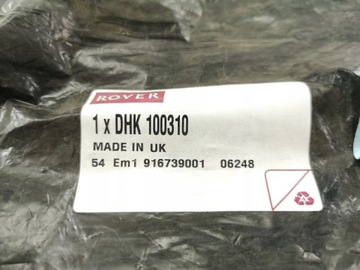 ROVER
1 x DHK 100310
MADE IN UK
54 Em1 916739001 06248